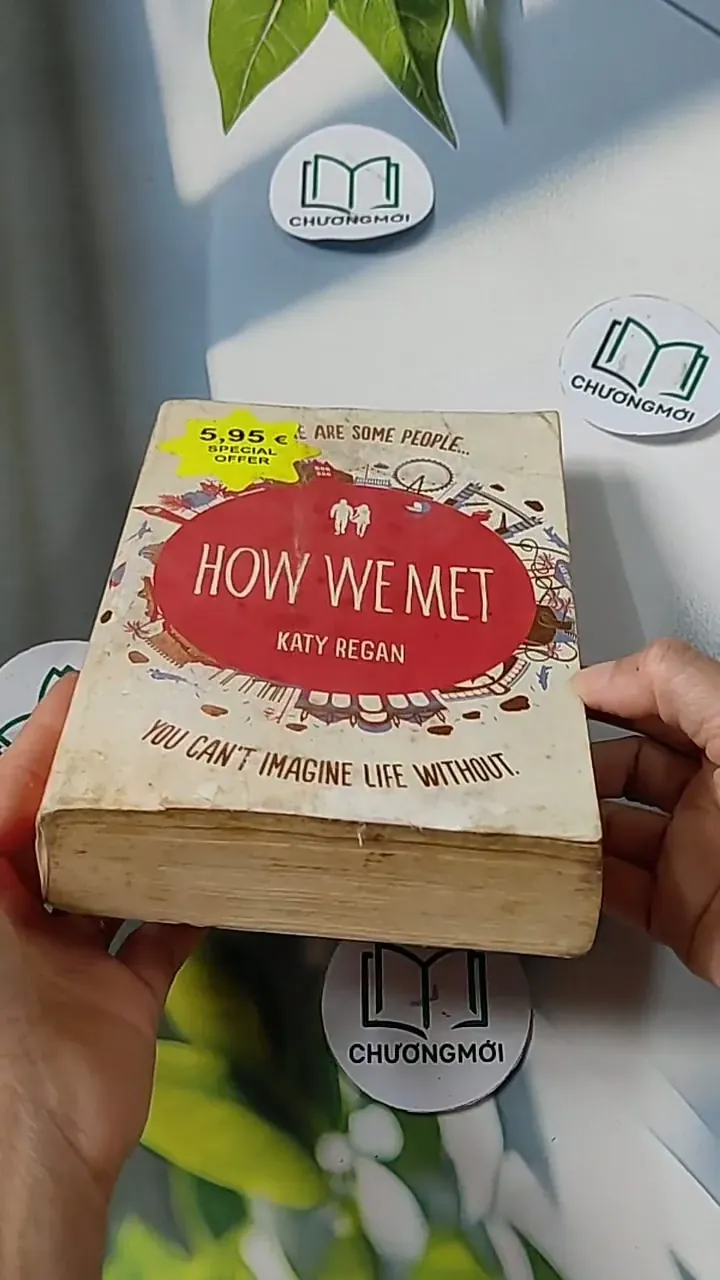 CHƯƠNGMỚI
CHƯƠNGMỚI
5,95 €
SPECIAL
OFFER
ARE SOME PEOPLE...
HOW WE MET
KATY REGAN
YOU CAN'T IMAGINE LIFE WITHOUT.
CHƯƠNGMỚI